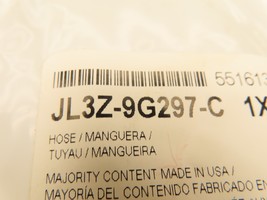 551613
JL3Z-9G297-C 1X
HOSE / MANGUERA /
TUYAU / MANGUEIRA
MAJORITY CONTENT MADE IN USA /
MAYORÍA DEL CONTENIDO FABRICADO EN